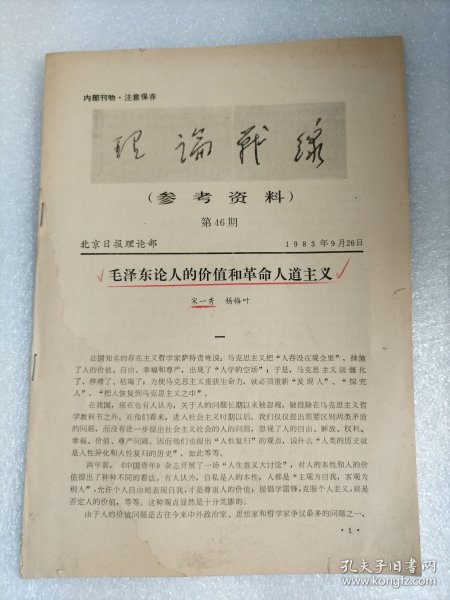 内部刊物·注意保存
理论战线
(参考资料)
第46期
北京日报理论部 1983年9月26日
毛泽东论人的价值和革命人道主义
宋一秀 杨梅叶
一
法国知名的存在主义哲学家萨特责难说：马克思主义把“人吞没在观念里”，抹煞
了人的价值、自由、幸福和尊严，出现了“人学的空场”；于是，马克思主义就僵化
了、停滞了、枯竭了；为使马克思主义重获生命力，就必须重新“发现人”、“探究
人”、“把人恢复到马克思主义之中”。
在我国，现在也有人认为，关于人的问题长期以来被忽视，被排除在马克思主义哲
学教科书之外。在他们看来，进入社会主义时期以后，我们仅仅提出需要区别两类矛盾
的问题，而没有进一步提出社会主义社会的人的问题，忽视了人的自由、解放、权利、
幸福、价值、尊严问题。因而他们也提出“人性复归”的观点，说什么“人类的历史就
是人性异化和人性复归的历史”，如此等等。
两年前，《中国青年》杂志开展了一场“人生意义大讨论”，对人的本性和人的价
值提出了种种不同的看法。有人认为，自私是人的本性，人都是“主观为自我，客观为
别人”，允许个人自由地表现自我，才是尊重人的价值；提倡学雷锋，克服个人主义，则是
否定人的价值，等等。这种观点显然是十分荒谬的。
由于人的价值问题是古往今来中外政治家、思想家和哲学家争议最多的问题之一，
·1·
孔夫子旧书网
www.kongfz.com